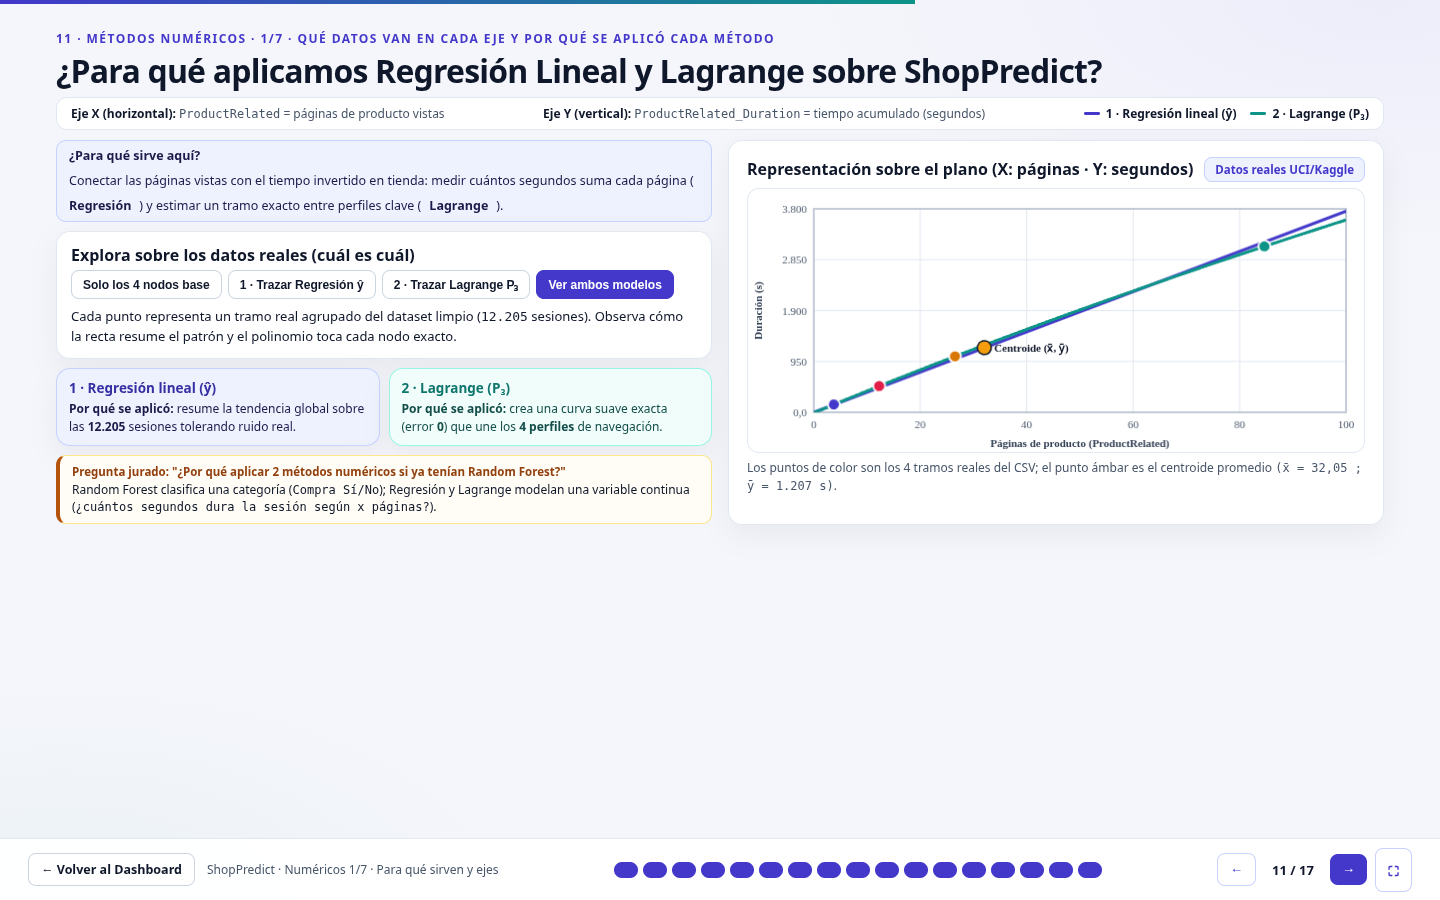 11 · MÉTODOS NUMÉRICOS · 1/7 · QUÉ DATOS VAN EN CADA EJE Y POR QUÉ SE APLICÓ CADA MÉTODO
¿Para qué aplicamos Regresión Lineal y Lagrange sobre ShopPredict?
Eje X (horizontal): ProductRelated = páginas de producto vistas
Eje Y (vertical): ProductRelated_Duration = tiempo acumulado (segundos)
1 · Regresión lineal (ŷ)
2 · Lagrange (P₃)
¿Para qué sirve aquí?
Conectar las páginas vistas con el tiempo invertido en tienda: medir cuántos segundos suma cada página (
Regresión ) y estimar un tramo exacto entre perfiles clave ( Lagrange ).
Explora sobre los datos reales (cuál es cuál)
Solo los 4 nodos base
1 · Trazar Regresión ŷ
2 · Trazar Lagrange P₃
Ver ambos modelos
Cada punto representa un tramo real agrupado del dataset limpio (12.205 sesiones). Observa cómo
la recta resume el patrón y el polinomio toca cada nodo exacto.
1 · Regresión lineal (ŷ)
Por qué se aplicó: resume la tendencia global sobre
las 12.205 sesiones tolerando ruido real.
2 · Lagrange (P₃)
Por qué se aplicó: crea una curva suave exacta
(error 0) que une los 4 perfiles de navegación.
Pregunta jurado: "¿Por qué aplicar 2 métodos numéricos si ya tenían Random Forest?"
Random Forest clasifica una categoría (Compra Sí/No); Regresión y Lagrange modelan una variable continua
(¿cuántos segundos dura la sesión según x páginas?).
Representación sobre el plano (X: páginas · Y: segundos)
Datos reales UCI/Kaggle
3.800
2.850
1.900
950
0,0
Duración (s)
Centroide (x̄, ȳ)
0
20
40
60
80
100
Páginas de producto (ProductRelated)
Los puntos de color son los 4 tramos reales del CSV; el punto ámbar es el centroide promedio (x̄ = 32,05 ;
ȳ = 1.207 s).
← Volver al Dashboard
ShopPredict · Numéricos 1/7 · Para qué sirven y ejes
←
11 / 17
→